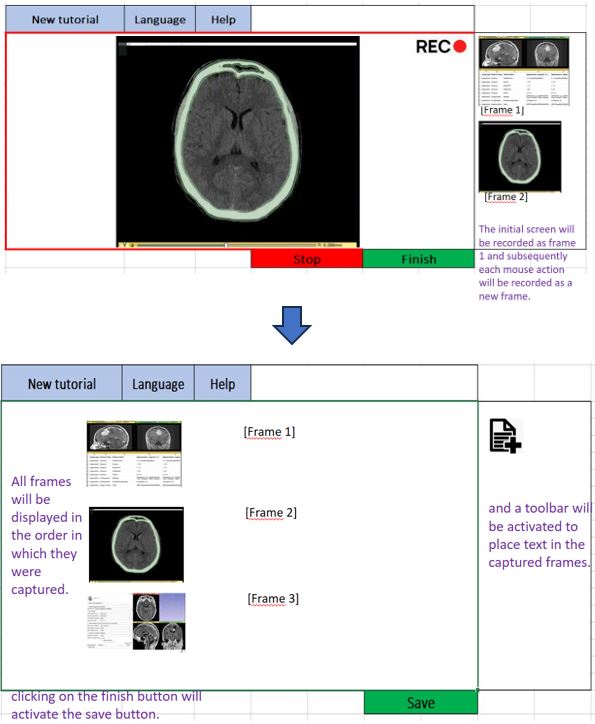 New tutorial
Language
Help
REC
[Frame 1]
[Frame 2]
The initial screen will
be recorded as frame
1 and subsequently
each mouse action
will be recorded as a
new frame.
Stop
Finish
New tutorial
Language
Help
[Frame 1]
All frames
will be
displayed in
the order in
which they
were
captured.
[Frame 2]
[Frame 3]
and a toolbar will
be activated to
place text in the
captured frames.
clicking on the finish button will
activate the save button.
Save